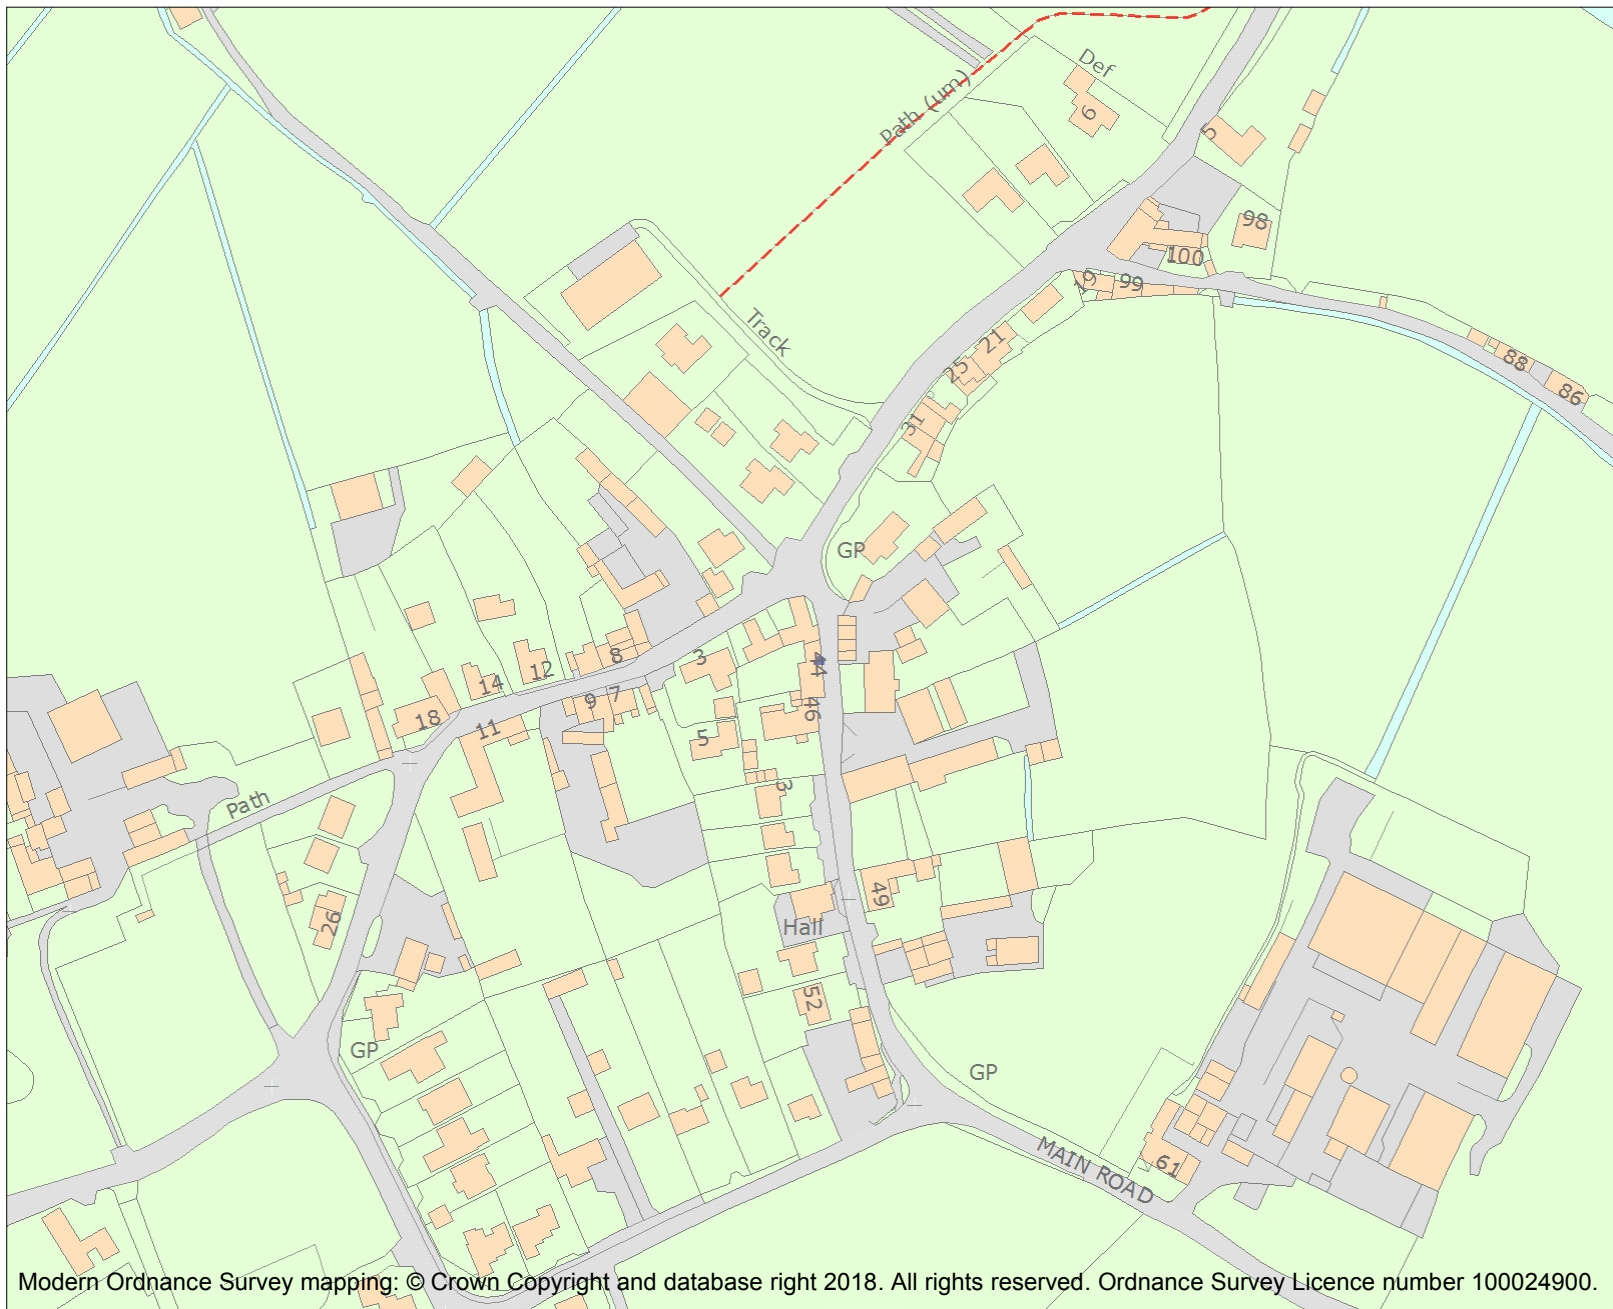 Def
Path (um)
6
5
98
100
19
99
Track
21
88
25
86
31
GP
44
3
8
12
14
9
7
46
18
11
5
3
Path
49
26
Hall
52
GP
GP
MAIN ROAD
61
Modern Ordnance Survey mapping: © Crown Copyright and database right 2018. All rights reserved. Ordnance Survey Licence number 100024900.